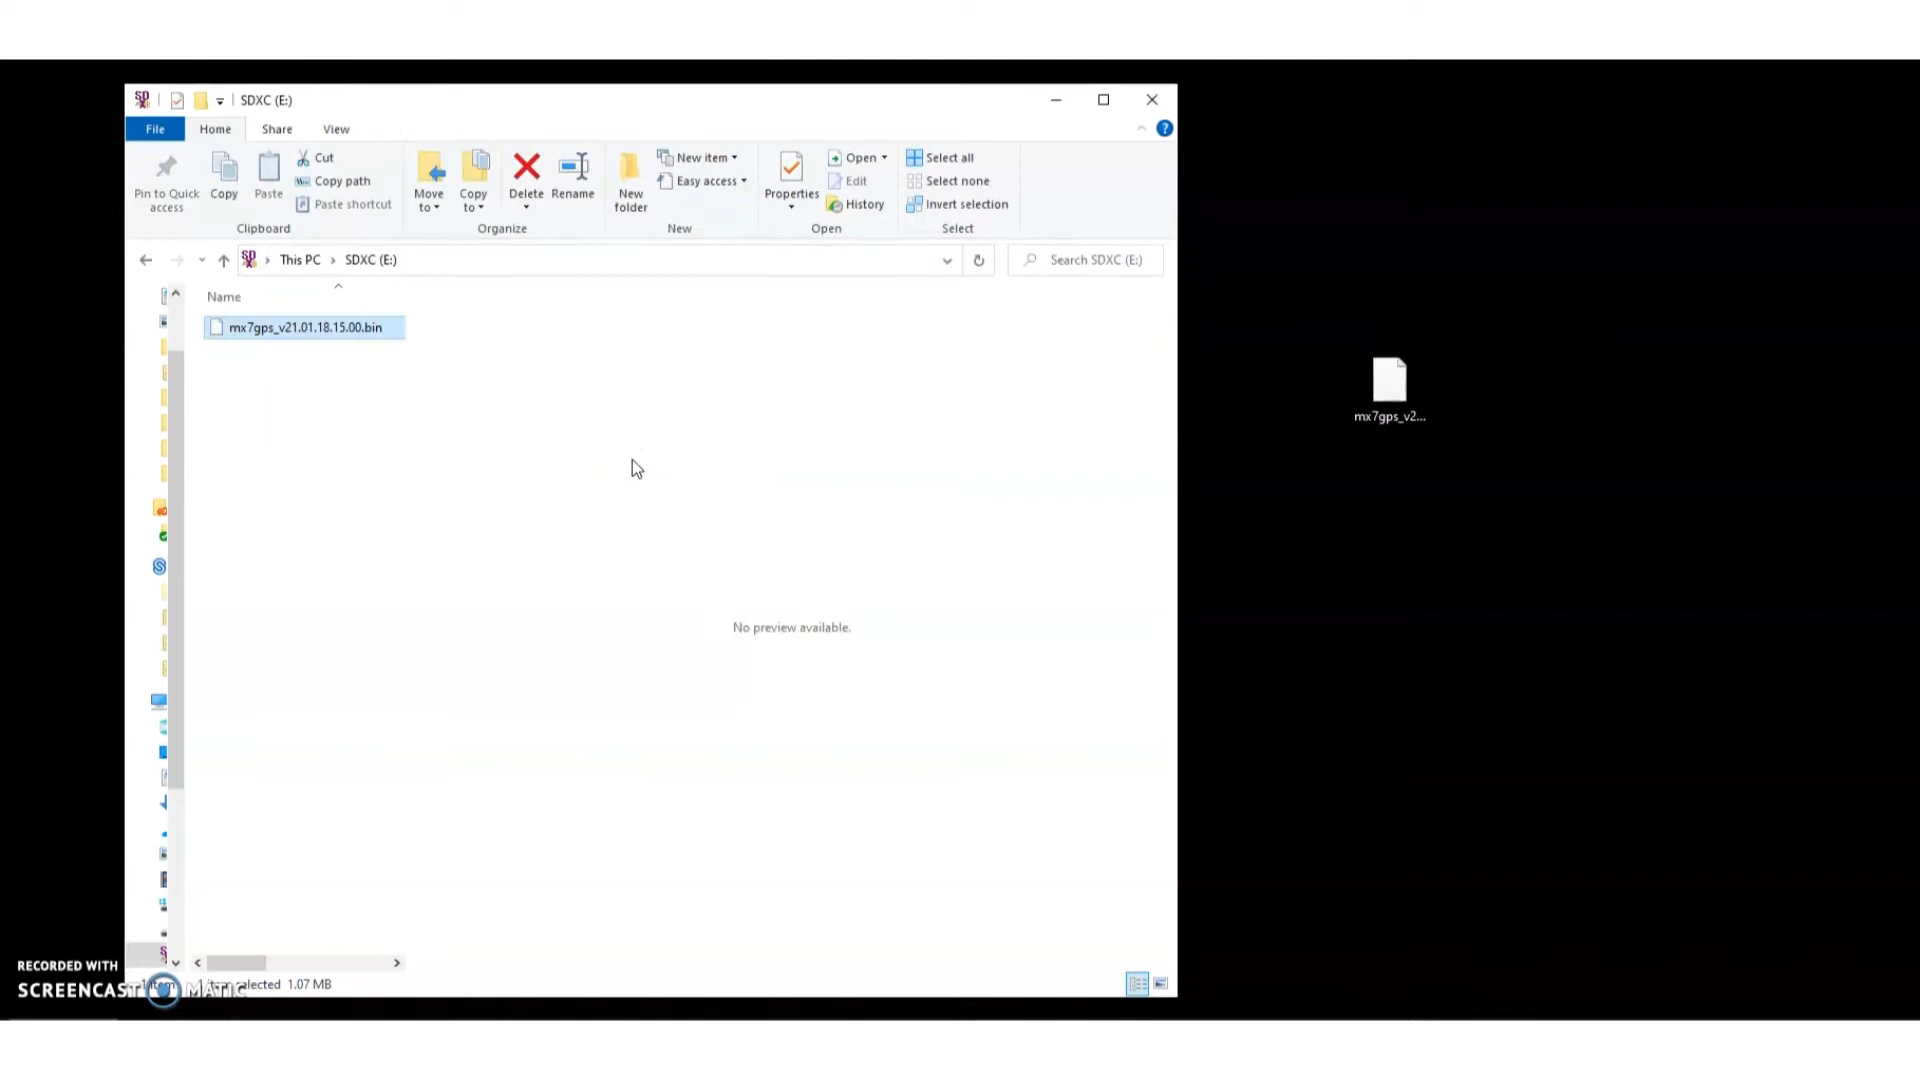 SDXC (E:)
File Home Share View
Pin to Quick access
Copy
Paste
Cut
Copy path
Paste shortcut
Clipboard
Move to
Copy to
Delete
Rename
Organize
New folder
New item
Easy access
New
Properties
Open
Edit
History
Open
Select all
Select none
Invert selection
Select
This PC > SDXC (E:)
Search SDXC (E:)
Name
mx7gps_v21.01.18.15.00.bin
mx7gps_v2...
No preview available.
RECORDED WITH
SCREENCAST MATIC
1 item selected 1.07 MB